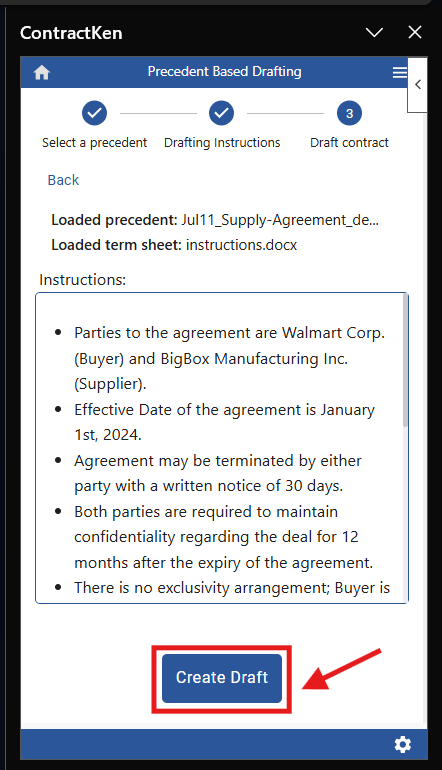 ContractKen
Precedent Based Drafting
3
Select a precedent
Drafting Instructions
Draft contract
Back
Loaded precedent: Jul11_Supply-Agreement_de...
Loaded term sheet: instructions.docx
Instructions:
• Parties to the agreement are Walmart Corp.
(Buyer) and BigBox Manufacturing Inc.
(Supplier).
• Effective Date of the agreement is January
1st, 2024.
• Agreement may be terminated by either
party with a written notice of 30 days.
• Both parties are required to maintain
confidentiality regarding the deal for 12
months after the expiry of the agreement.
• There is no exclusivity arrangement; Buyer is
Create Draft